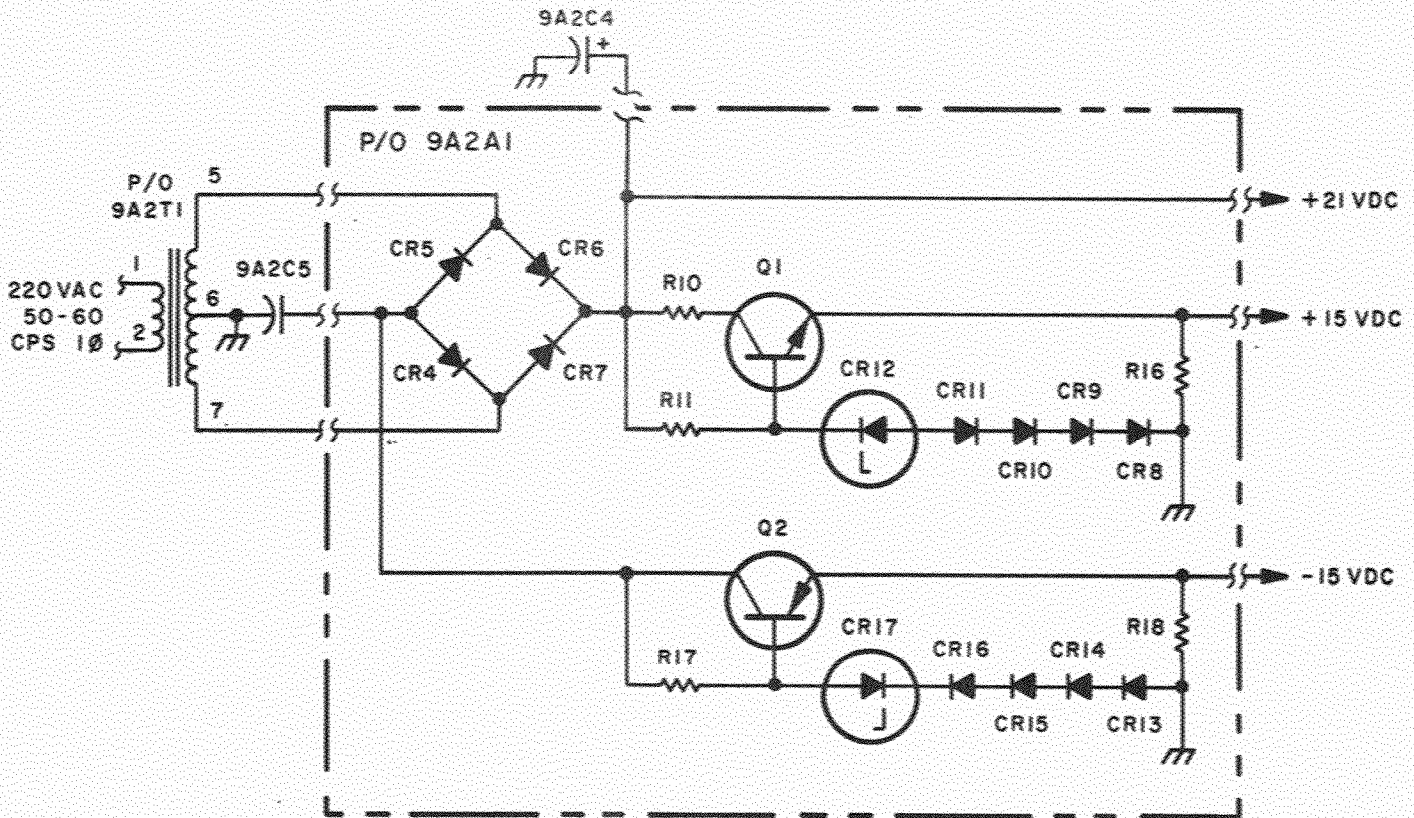 9A2C4
+
P/O 9A2A1
P/O
9A2T1
5
+21 VDC
CR5
CR6
1
9A2C5
R10
Q1
220 VAC
50-60
CPS 1Ø
6
2
+15 VDC
CR4
CR7
CR12
R16
7
R11
CR11
CR9
L
CR10
CR8
Q2
-15 VDC
CR17
R18
R17
CR16
CR14
J
CR15
CR13